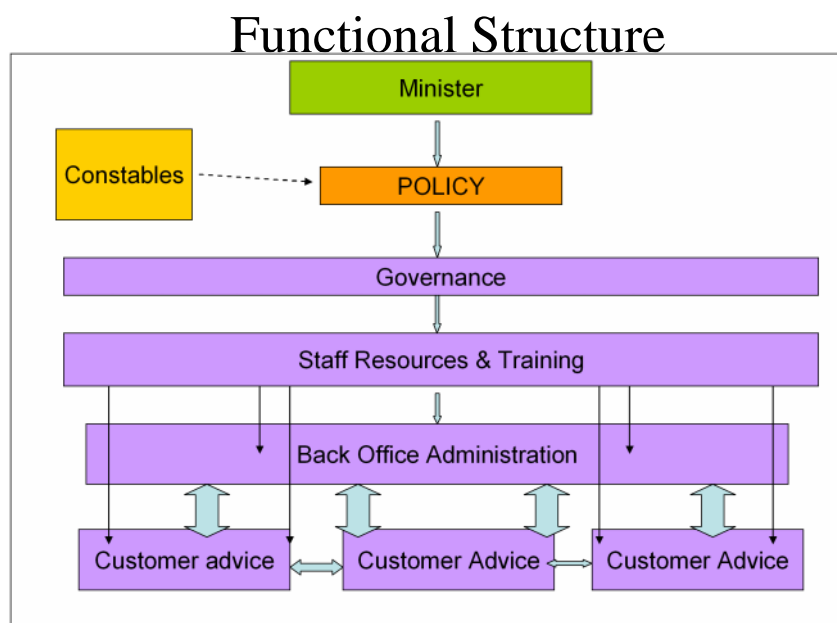 Functional Structure
Minister
Constables
POLICY
Governance
Staff Resources & Training
Back Office Administration
Customer advice
Customer Advice
Customer Advice